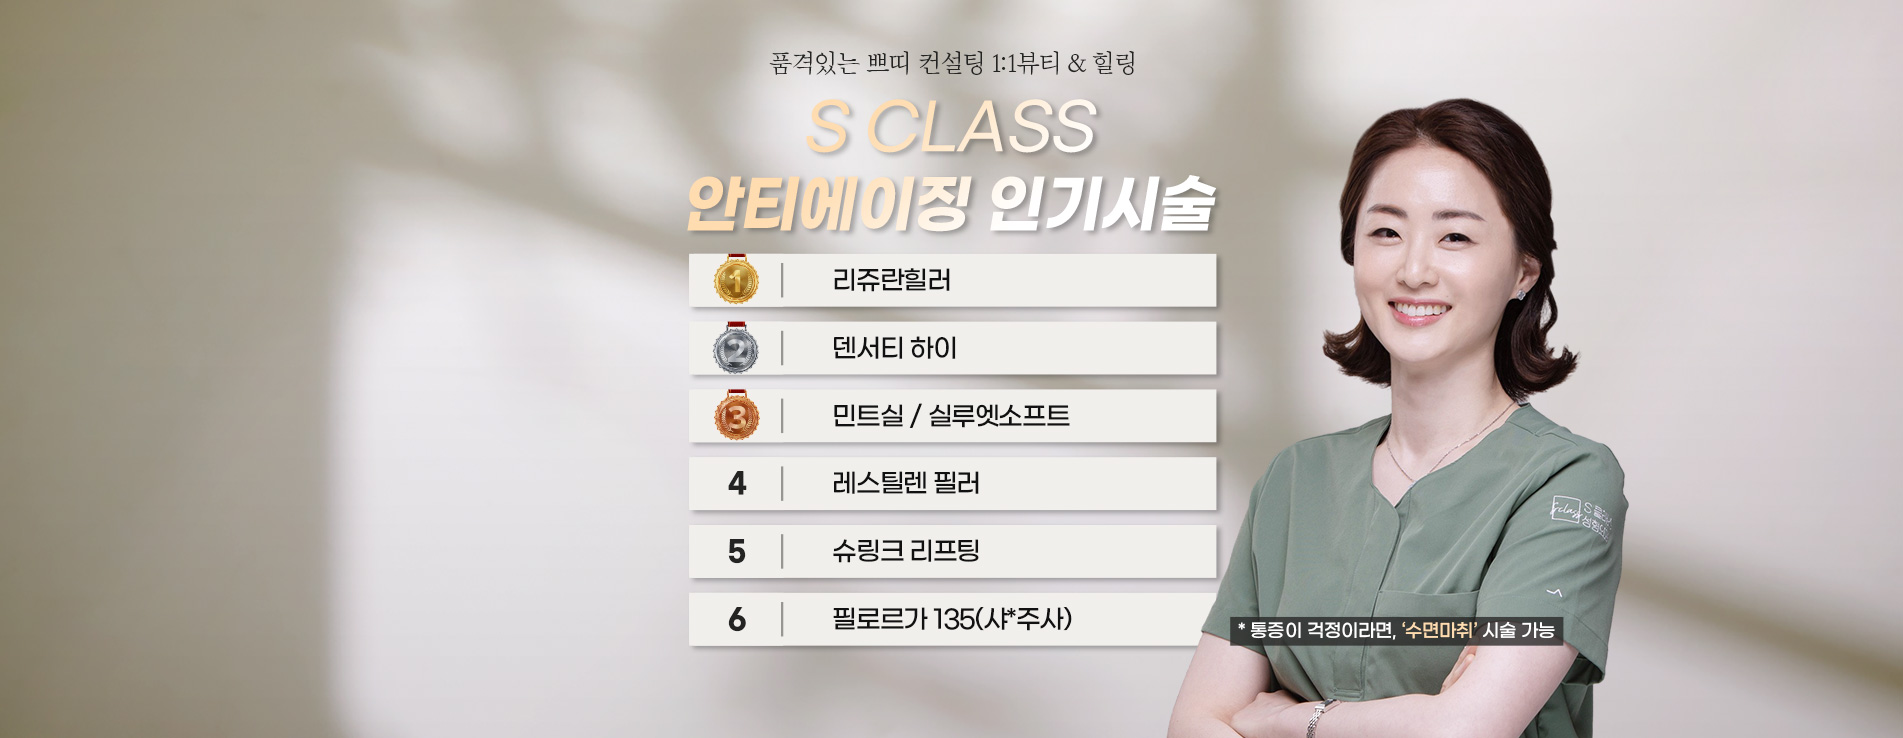 품격있는 쁘띠 컨설팅 1:1뷰티 & 힐링
S CLASS
안티에이징 인기시술
1 리쥬란힐러
2 덴서티 하이
3 민트실 / 실루엣소프트
4 레스틸렌 필러
5 슈링크 리프팅
6 필로르가 135(샤*주사)
Sclass
* 통증이 걱정이라면, ‘수면마취’ 시술 가능